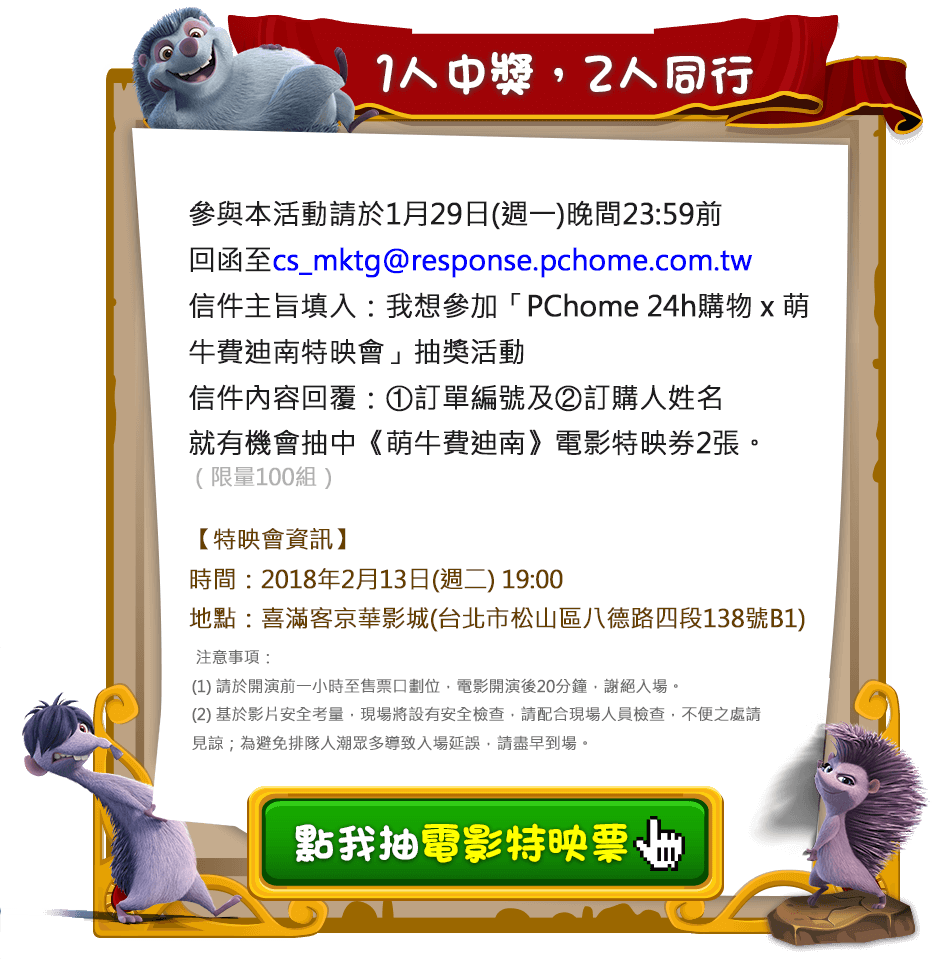 1人中獎，2人同行
參與本活動請於1月29日(週一)晚間23:59前
回函至cs_mktg@response.pchome.com.tw
信件主旨填入：我想參加「PChome 24h購物 x 萌
牛費迪南特映會」抽獎活動
信件內容回覆：①訂單編號及②訂購人姓名
就有機會抽中《萌牛費迪南》電影特映券2張。
（限量100組）
【特映會資訊】
時間：2018年2月13日(週二) 19:00
地點：喜滿客京華影城(台北市松山區八德路四段138號B1)
注意事項：
(1) 請於開演前一小時至售票口劃位，電影開演後20分鐘，謝絕入場。
(2) 基於影片安全考量，現場將設有安全檢查，請配合現場人員檢查，不便之處請
見諒；為避免排隊人潮眾多導致入場延誤，請盡早到場。
點我抽電影特映票